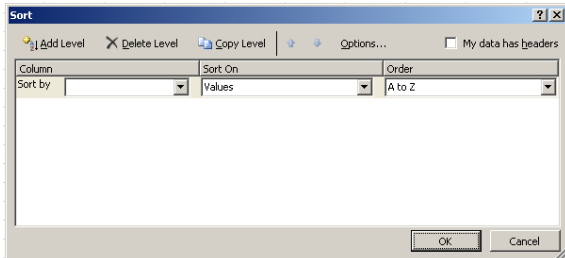 Sort
Add Level Delete Level Copy Level Options... My data has headers
Column Sort On Order
Sort by Values A to Z
OK Cancel